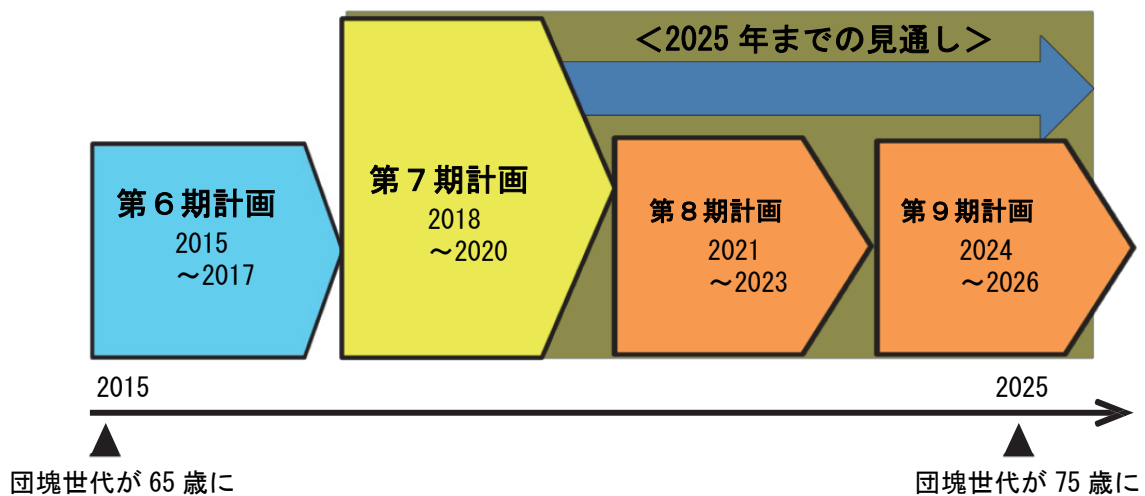 ＜2025 年までの見通し＞
第６期計画
2015
～2017
第７期計画
2018
～2020
第８期計画
2021
～2023
第９期計画
2024
～2026
2015
2025
団塊世代が 65 歳に
団塊世代が 75 歳に